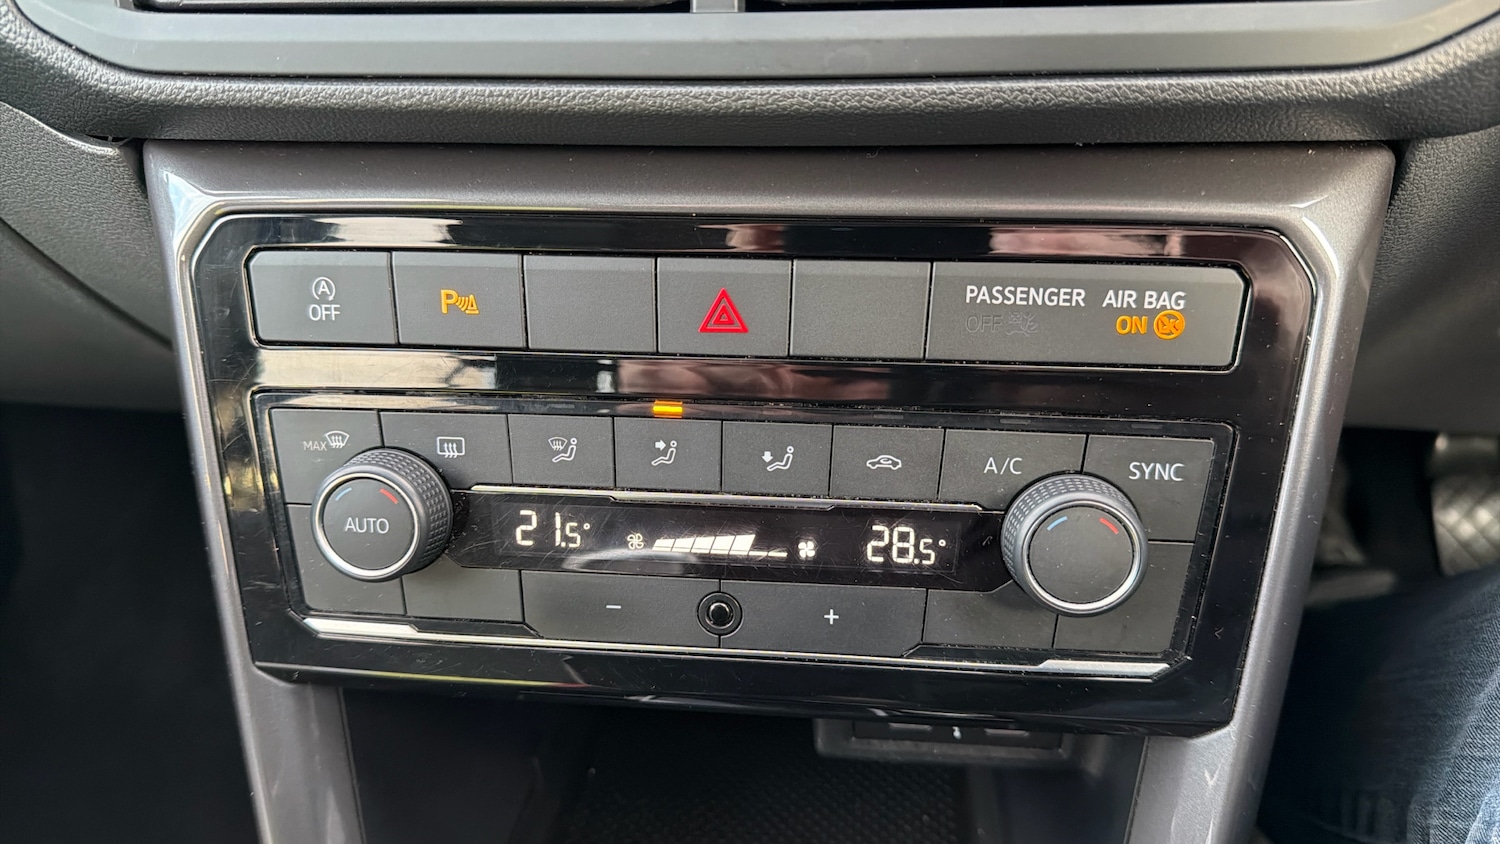 A
OFF
P
PASSENGER AIR BAG
OFF ON
MAX
A/C
SYNC
AUTO
21.5°
28.5°
- +